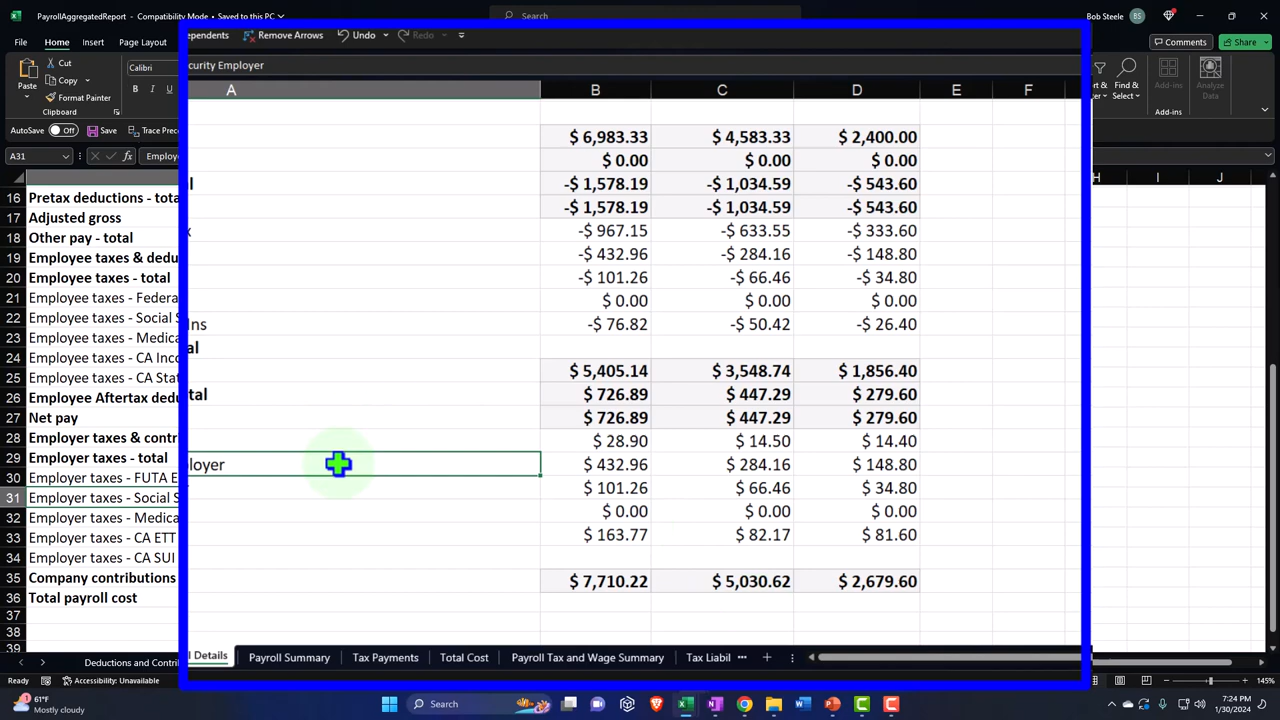 PayrollAggregatedReport - Compatibility Mode • Saved to this PC
Search
Bob Steele BS
File Home Insert Page Layout
Comments Share
Paste
Cut
Copy
Format Painter
Clipboard
Calibri
B I
Find &
Select
Add-ins
Add-ins
Analyze
Data
AutoSave Off Save Trace Prece
A31 fx Employ
ependents Remove Arrows Undo Redo
curity Employer
A B C D E F
H I J
$ 6,983.33 $ 4,583.33 $ 2,400.00
$ 0.00 $ 0.00 $ 0.00
l -$ 1,578.19 -$ 1,034.59 -$ 543.60
-$ 1,578.19 -$ 1,034.59 -$ 543.60
x -$ 967.15 -$ 633.55 -$ 333.60
-$ 432.96 -$ 284.16 -$ 148.80
-$ 101.26 -$ 66.46 -$ 34.80
$ 0.00 $ 0.00 $ 0.00
Ins -$ 76.82 -$ 50.42 -$ 26.40
al
$ 5,405.14 $ 3,548.74 $ 1,856.40
tal $ 726.89 $ 447.29 $ 279.60
$ 726.89 $ 447.29 $ 279.60
$ 28.90 $ 14.50 $ 14.40
loyer $ 432.96 $ 284.16 $ 148.80
$ 101.26 $ 66.46 $ 34.80
$ 0.00 $ 0.00 $ 0.00
$ 163.77 $ 82.17 $ 81.60
$ 7,710.22 $ 5,030.62 $ 2,679.60
l Details Payroll Summary Tax Payments Total Cost Payroll Tax and Wage Summary Tax Liabil
16 Pretax deductions - tota
17 Adjusted gross
18 Other pay - total
19 Employee taxes & dedu
20 Employee taxes - total
21 Employee taxes - Federa
22 Employee taxes - Social S
23 Employee taxes - Medica
24 Employee taxes - CA Inco
25 Employee taxes - CA Stat
26 Employee Aftertax dedu
27 Net pay
28 Employer taxes & contr
29 Employer taxes - total
30 Employer taxes - FUTA E
31 Employer taxes - Social S
32 Employer taxes - Medica
33 Employer taxes - CA ETT
34 Employer taxes - CA SUI
35 Company contributions
36 Total payroll cost
37
38
39
Deductions and Contrib
Ready Accessibility: Unavailable
145%
61°F
Mostly cloudy
Search
7:24 PM
1/30/2024